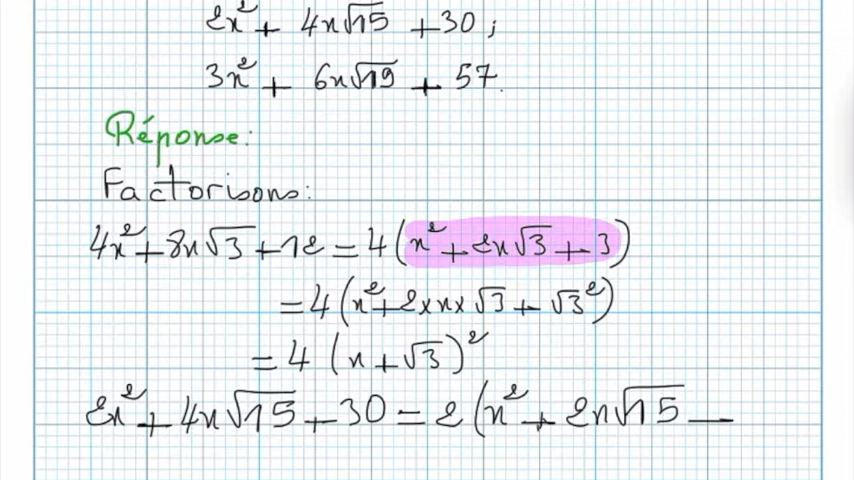 2x² + 4x√15 + 30 ;
3x² + 6x√19 + 57.
Réponse:
Factorisons:
4x² + 8x√3 + 12 = 4(x² + 2x√3 + 3)
= 4(x² + 2×x×√3 + √3²)
= 4 (x + √3)²
2x² + 4x√15 + 30 = 2(x² + 2x√15 —